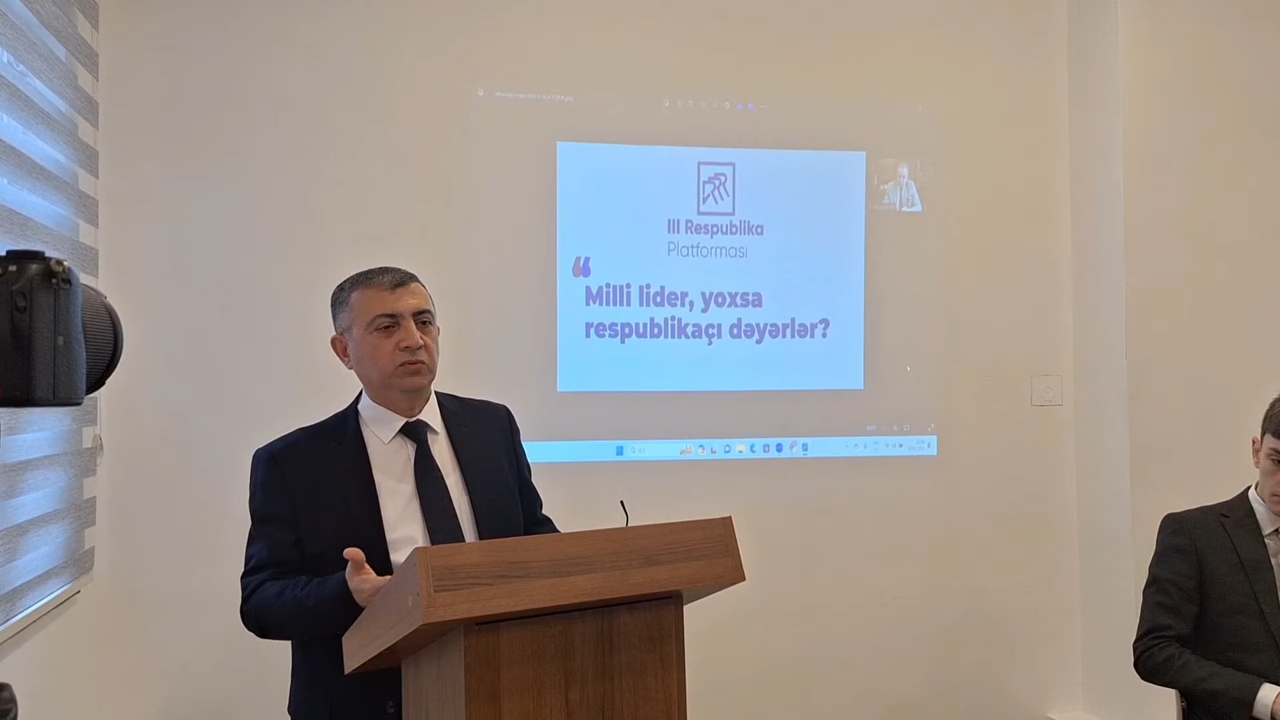 III Respublika
Platforması
Milli lider, yoxsa
respublikaçı dəyərlər?